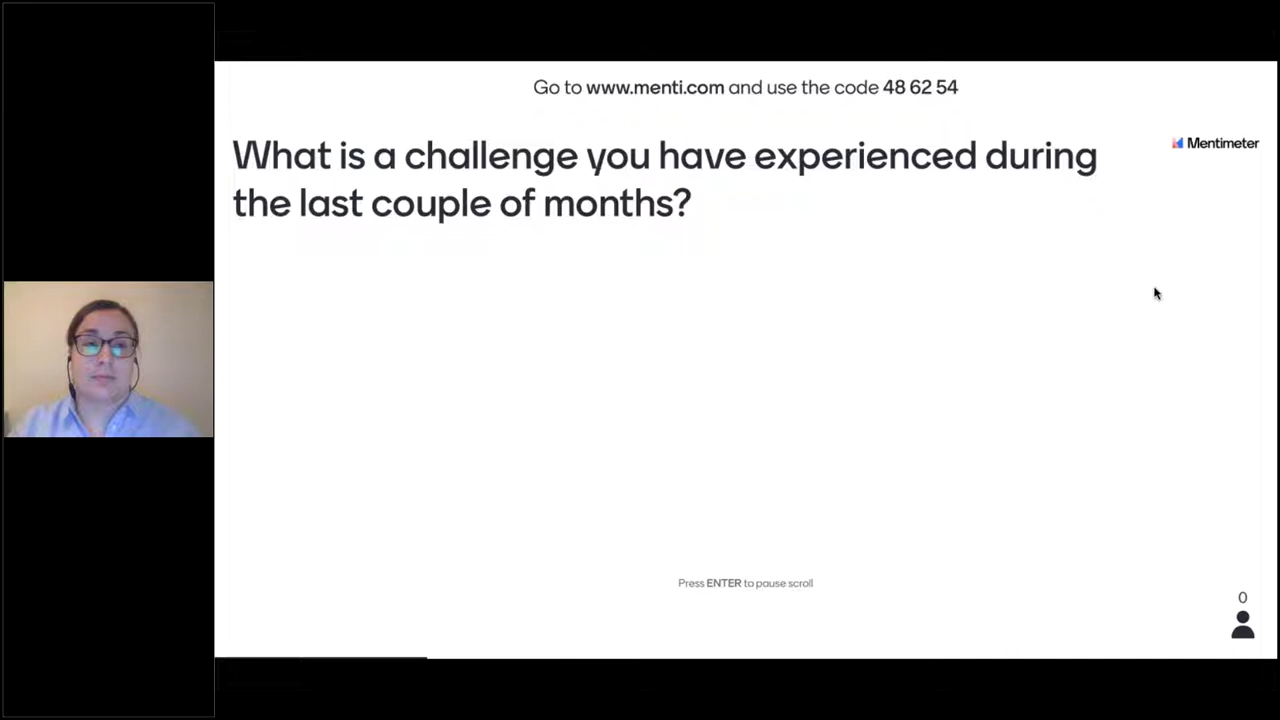 Go to www.menti.com and use the code 48 62 54
Mentimeter
What is a challenge you have experienced during
the last couple of months?
Press ENTER to pause scroll
0